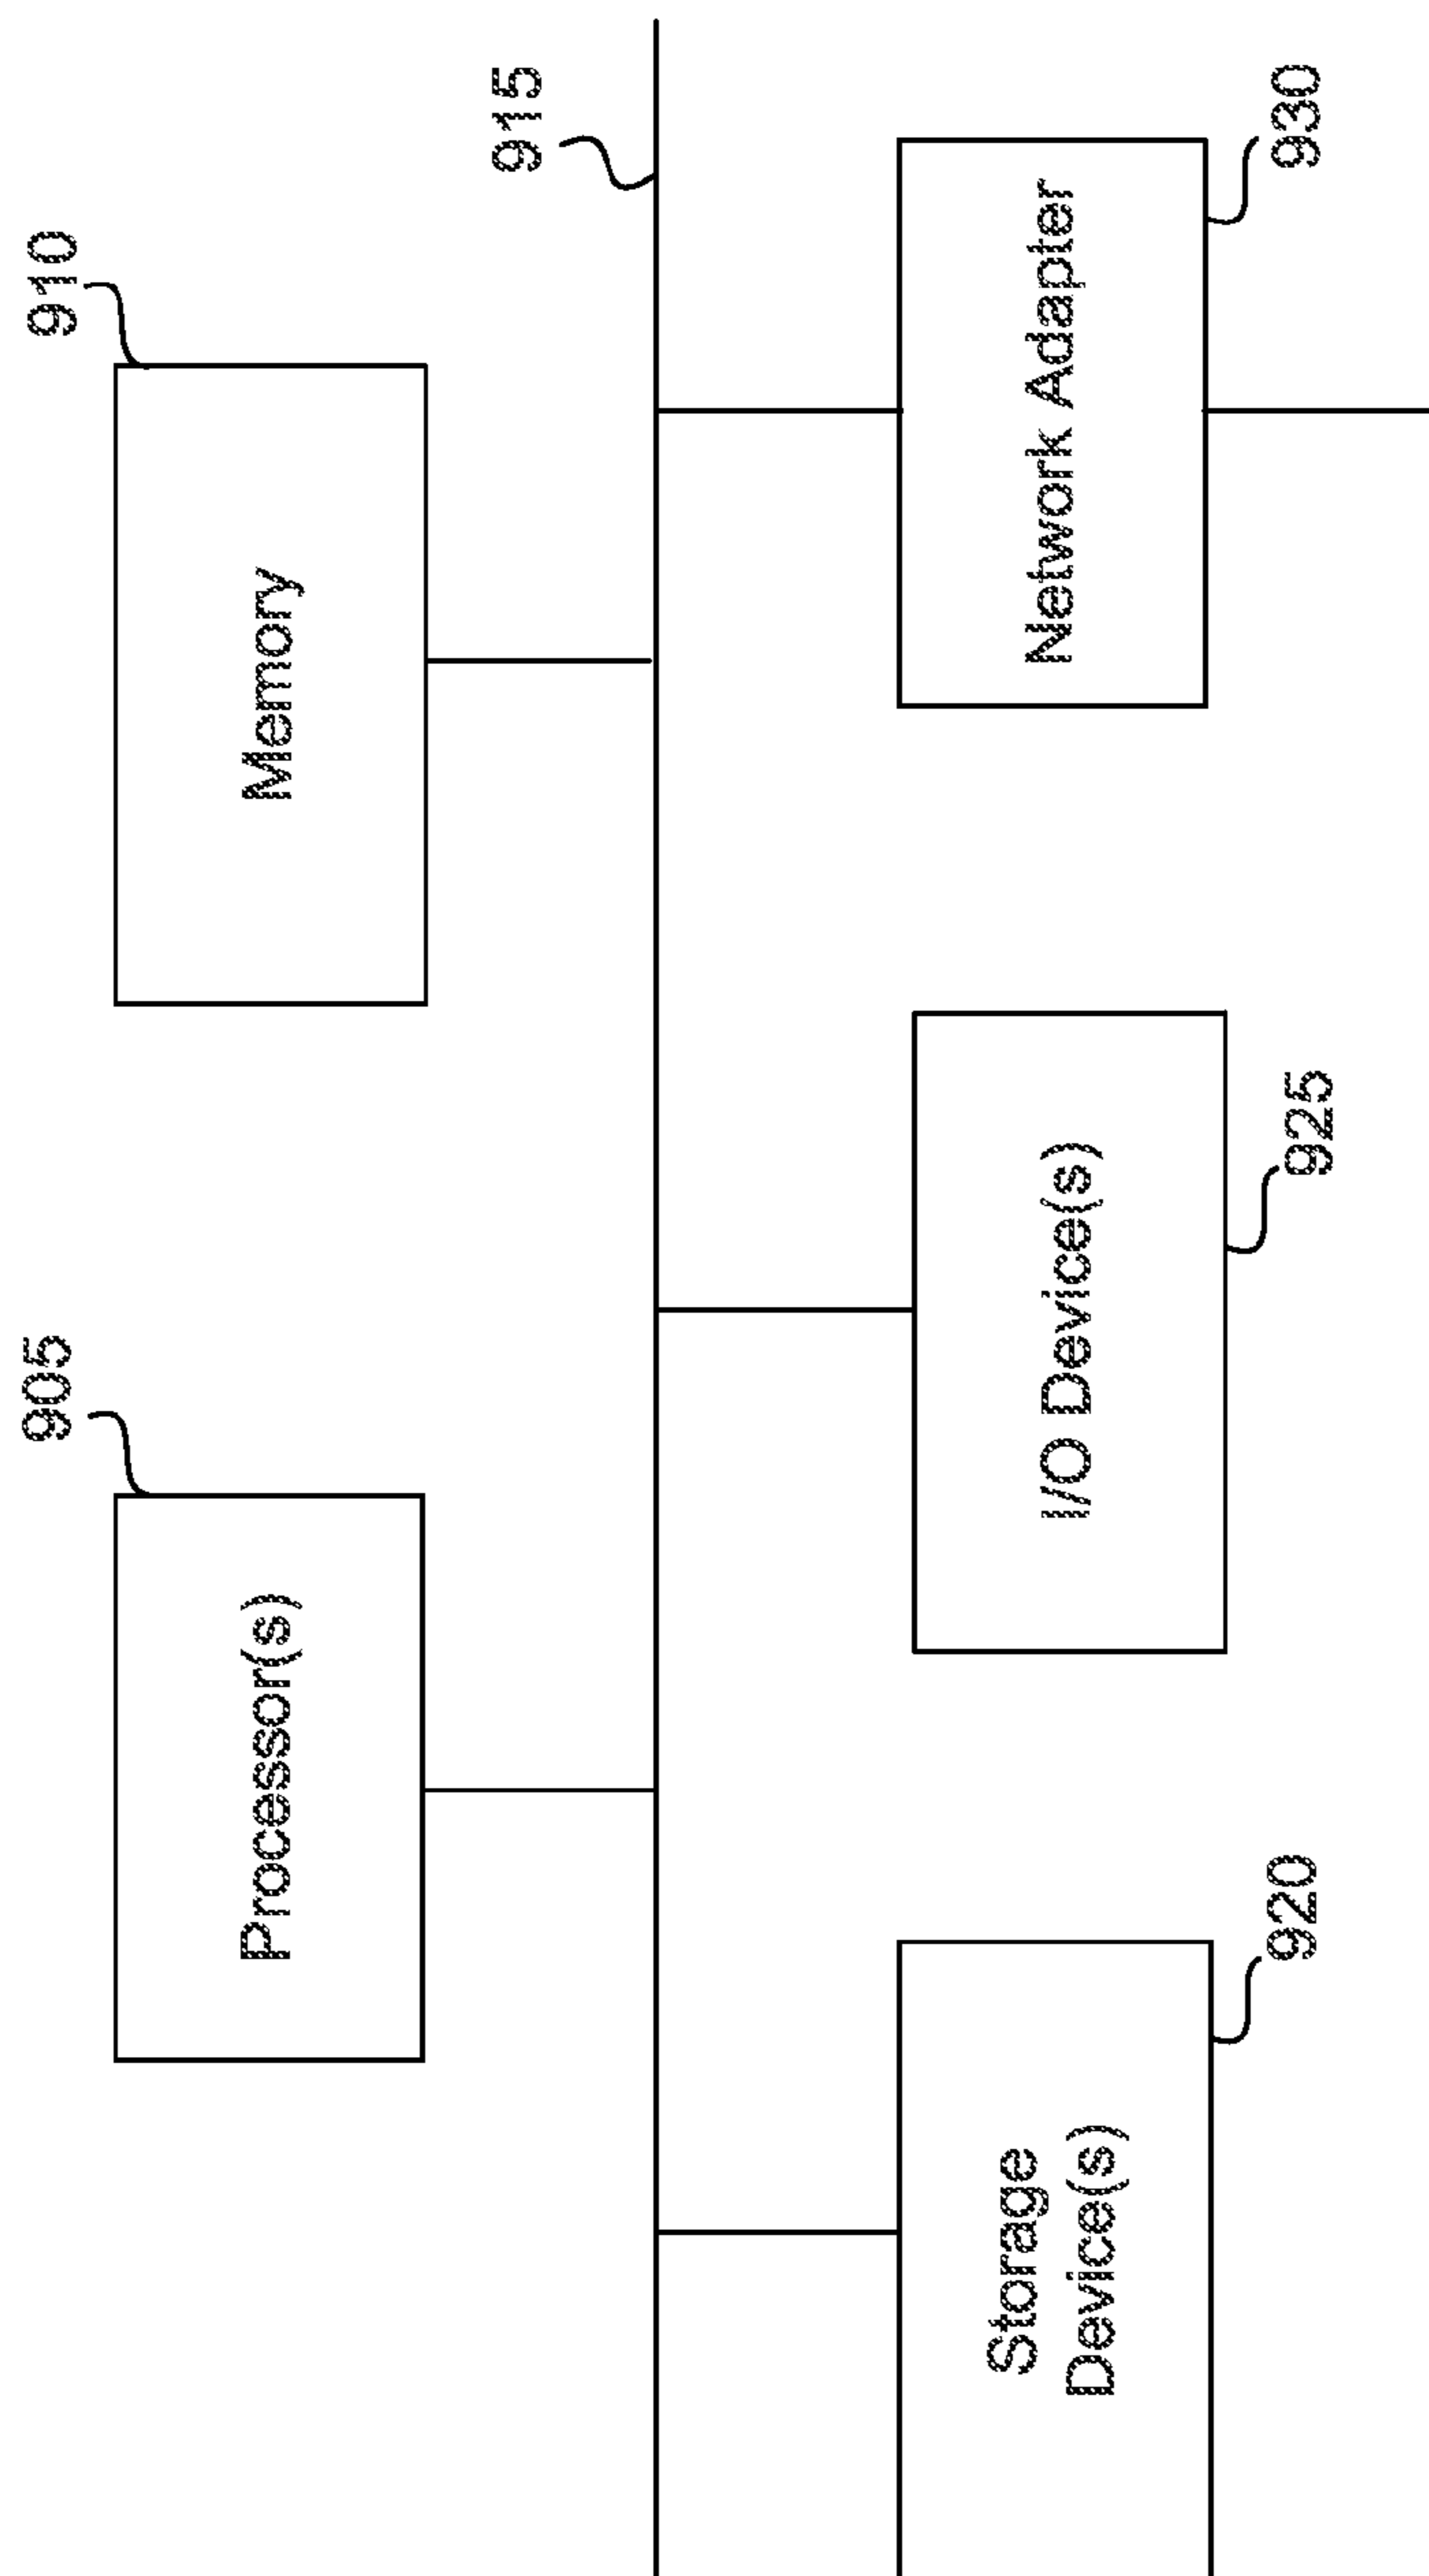 905
910
Processor(s)
Memory
915
Storage
Device(s)
920
I/O Device(s)
925
Network Adapter
930